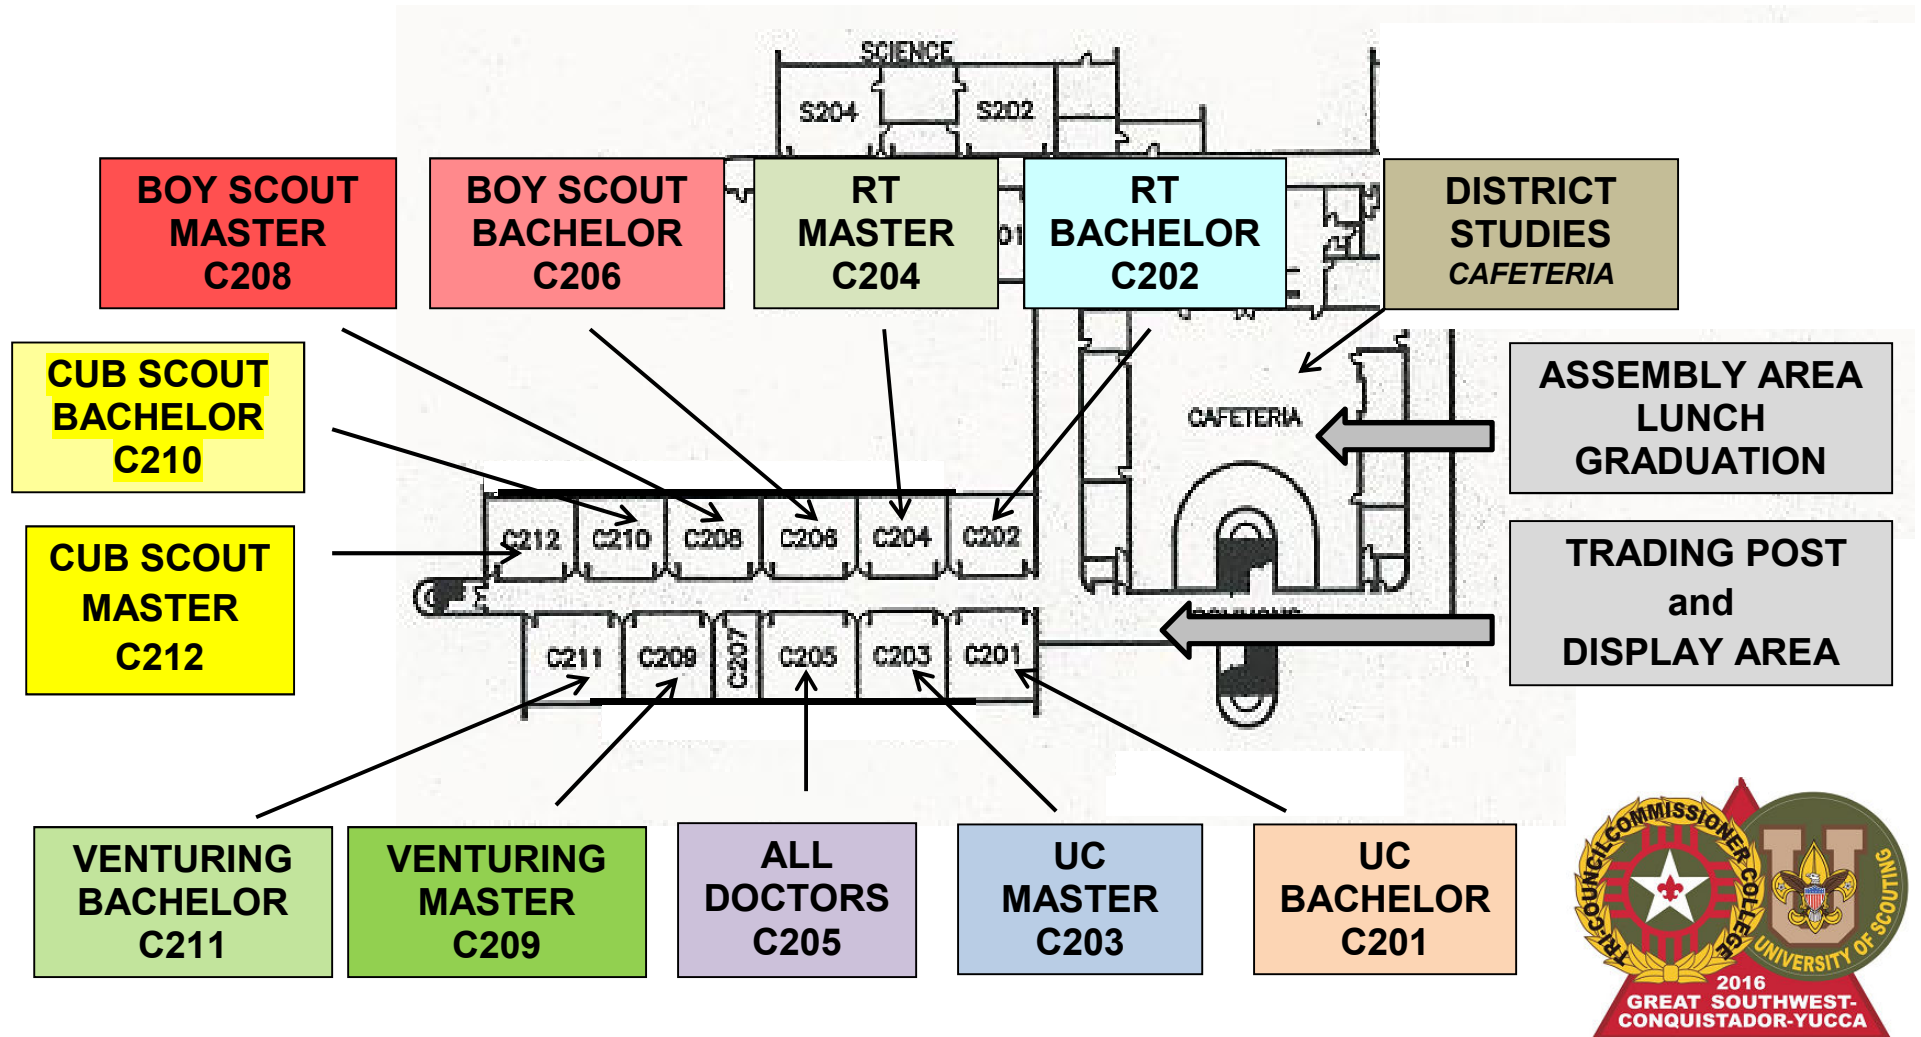 SCIENCE
S204
S202
BOY SCOUT
MASTER
C208
BOY SCOUT
BACHELOR
C206
RT
MASTER
C204
01
RT
BACHELOR
C202
DISTRICT
STUDIES
CAFETERIA
CUB SCOUT
BACHELOR
C210
CAFETERIA
ASSEMBLY AREA
LUNCH
GRADUATION
C212
C210
C208
C206
C204
C202
CUB SCOUT
MASTER
C212
TRADING POST
and
DISPLAY AREA
C211
C209
C207
C205
C203
C201
VENTURING
BACHELOR
C211
VENTURING
MASTER
C209
ALL
DOCTORS
C205
UC
MASTER
C203
UC
BACHELOR
C201
TRI-COUNCIL COMMISSIONER COLLEGE
U
UNIVERSITY OF SCOUTING
2016
GREAT SOUTHWEST-
CONQUISTADOR-YUCCA